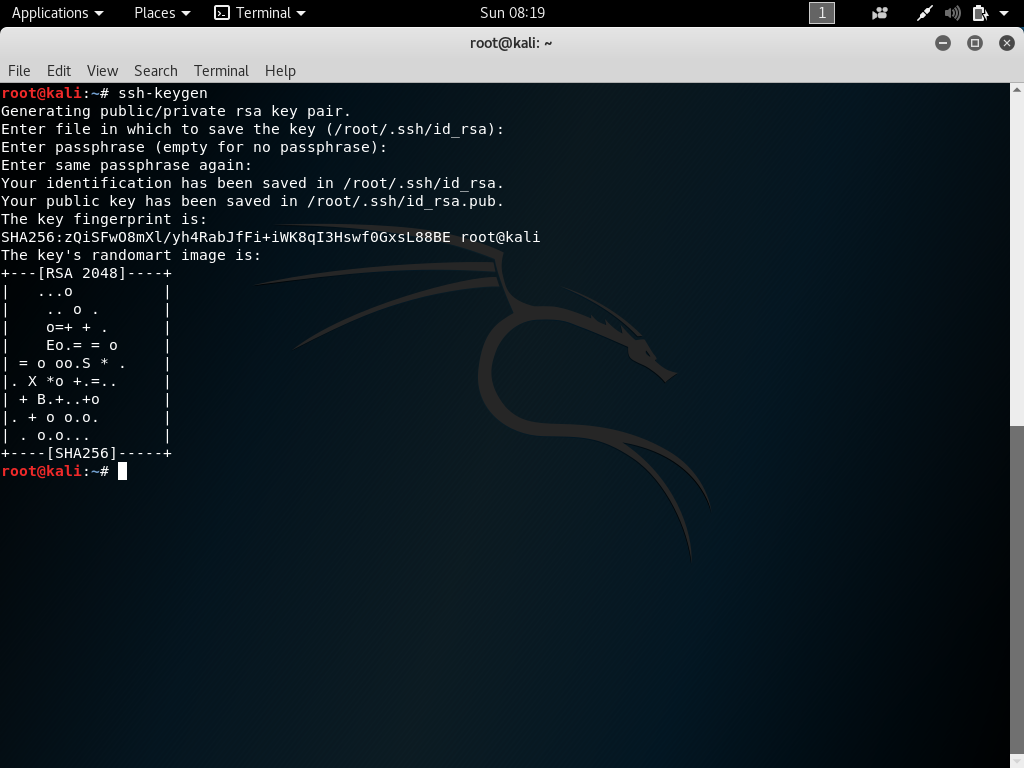 Applications Places Terminal Sun 08:19 1
root@kali: ~
File Edit View Search Terminal Help
root@kali:~# ssh-keygen
Generating public/private rsa key pair.
Enter file in which to save the key (/root/.ssh/id_rsa):
Enter passphrase (empty for no passphrase):
Enter same passphrase again:
Your identification has been saved in /root/.ssh/id_rsa.
Your public key has been saved in /root/.ssh/id_rsa.pub.
The key fingerprint is:
SHA256:zQiSFwO8mXl/yh4RabJfFi+iWK8qI3Hswf0GxsL88BE root@kali
The key's randomart image is:
+---[RSA 2048]----+
|   ...o          |
|    .. o .       |
|    o=+ + .      |
|    Eo.= = o     |
| = o oo.S * .    |
|. X *o +.=..     |
| + B.+..+o       |
|. + o o.o.       |
| . o.o...        |
+----[SHA256]-----+
root@kali:~#